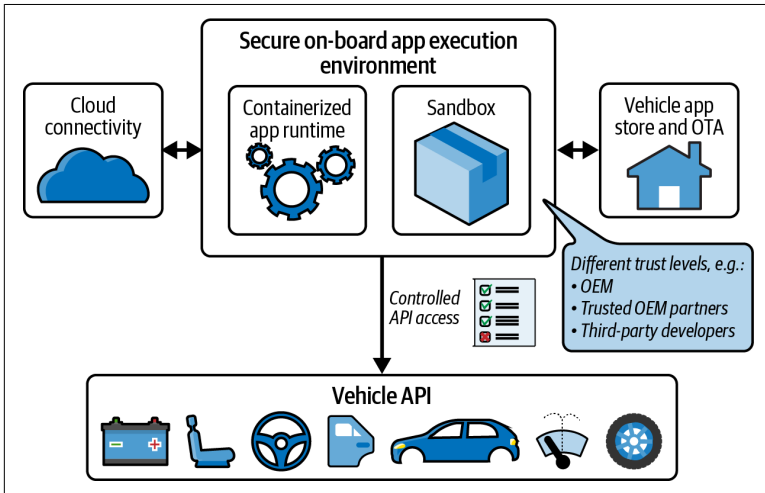 Secure on-board app execution
environment
Cloud
connectivity
Containerized
app runtime
Sandbox
Vehicle app
store and OTA
Different trust levels, e.g.:
• OEM
• Trusted OEM partners
• Third-party developers
Controlled
API access
Vehicle API